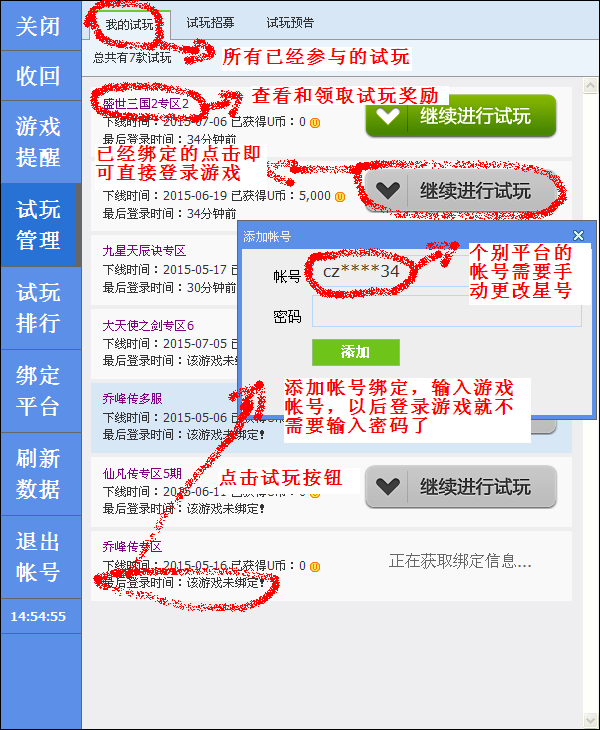 关闭
收回
游戏
提醒
试玩
管理
试玩
排行
绑定
平台
刷新
数据
退出
帐号
14:54:55
我的试玩
试玩招募
试玩预告
总共有7款试玩
所有已经参与的试玩
盛世三国2专区2
查看和领取试玩奖励
下线时间：2015-07-06 已获得U币：0
最后登录时间：34分钟前
继续进行试玩
已经绑定的点击即
可直接登录游戏
下线时间：2015-06-19 已获得U币：5,000
最后登录时间：34分钟前
继续进行试玩
九星天辰诀专区
下线时间：2015-05-17 已
最后登录时间：30分钟前
大天使之剑专区6
下线时间：2015-07-05 已
最后登录时间：该游戏未绑
乔峰传多服
下线时间：2015-05-06 已
最后登录时间：该游戏未绑定!
添加帐号
帐号
cz****34
密码
添加
个别平台的
帐号需要手
动更改星号
添加帐号绑定，输入游戏
帐号，以后登录游戏就不
需要输入密码了
仙凡传专区5期
点击试玩按钮
下线时间：2015-06-11 已获得U币：0
最后登录时间：该游戏未绑定!
继续进行试玩
乔峰传专区
下线时间：2015-05-16 已获得U币：0
最后登录时间：该游戏未绑定!
正在获取绑定信息...